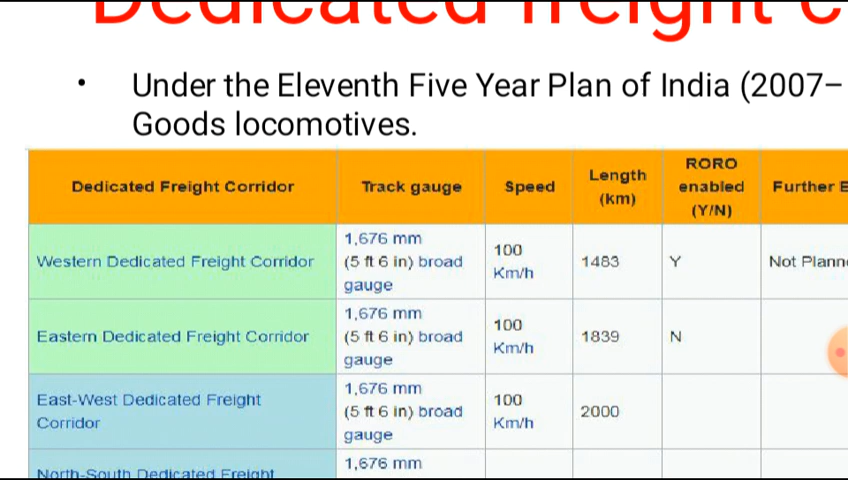 Dedicated freight c
• Under the Eleventh Five Year Plan of India (2007–
Goods locomotives.
Dedicated Freight Corridor Track gauge Speed Length (km) RORO enabled (Y/N) Further E
Western Dedicated Freight Corridor 1,676 mm (5 ft 6 in) broad gauge 100 Km/h 1483 Y Not Plann
Eastern Dedicated Freight Corridor 1,676 mm (5 ft 6 in) broad gauge 100 Km/h 1839 N
East-West Dedicated Freight Corridor 1,676 mm (5 ft 6 in) broad gauge 100 Km/h 2000
North-South Dedicated Freight 1,676 mm